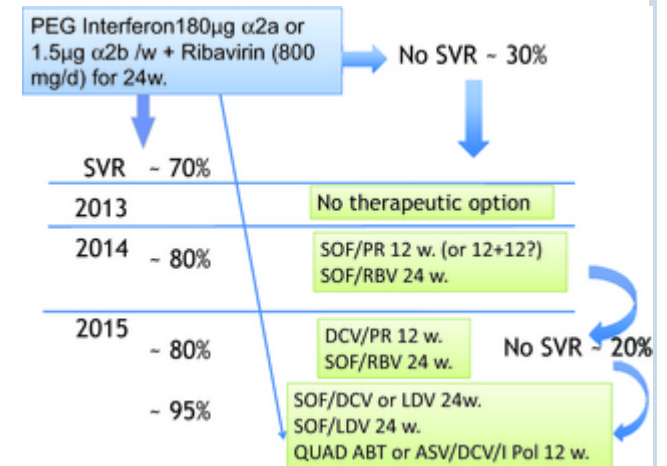 PEG Interferon180µg α2a or
1.5µg α2b /w + Ribavirin (800
mg/d) for 24w.
No SVR ~ 30%
SVR ~ 70%
2013
No therapeutic option
2014
~ 80%
SOF/PR 12 w. (or 12+12?)
SOF/RBV 24 w.
2015
~ 80%
DCV/PR 12 w.
SOF/RBV 24 w.
No SVR ~ 20%
~ 95%
SOF/DCV or LDV 24w.
SOF/LDV 24 w.
QUAD ABT or ASV/DCV/I Pol 12 w.